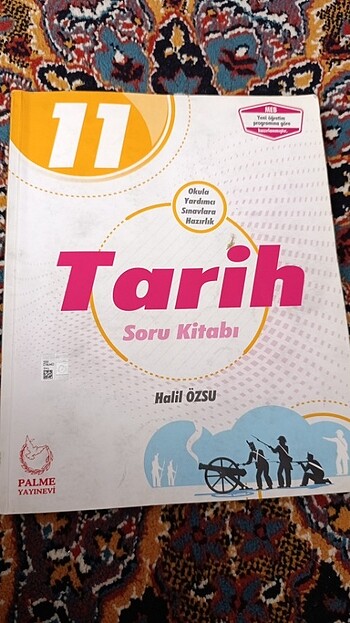 11
MEB
Yeni öğretim
programına göre
hazırlanmıştır.
Okula
Yardımcı
Sınavlara
Hazırlık
Tarih
Soru Kitabı
Halil ÖZSU
PALME
YAYINEVİ